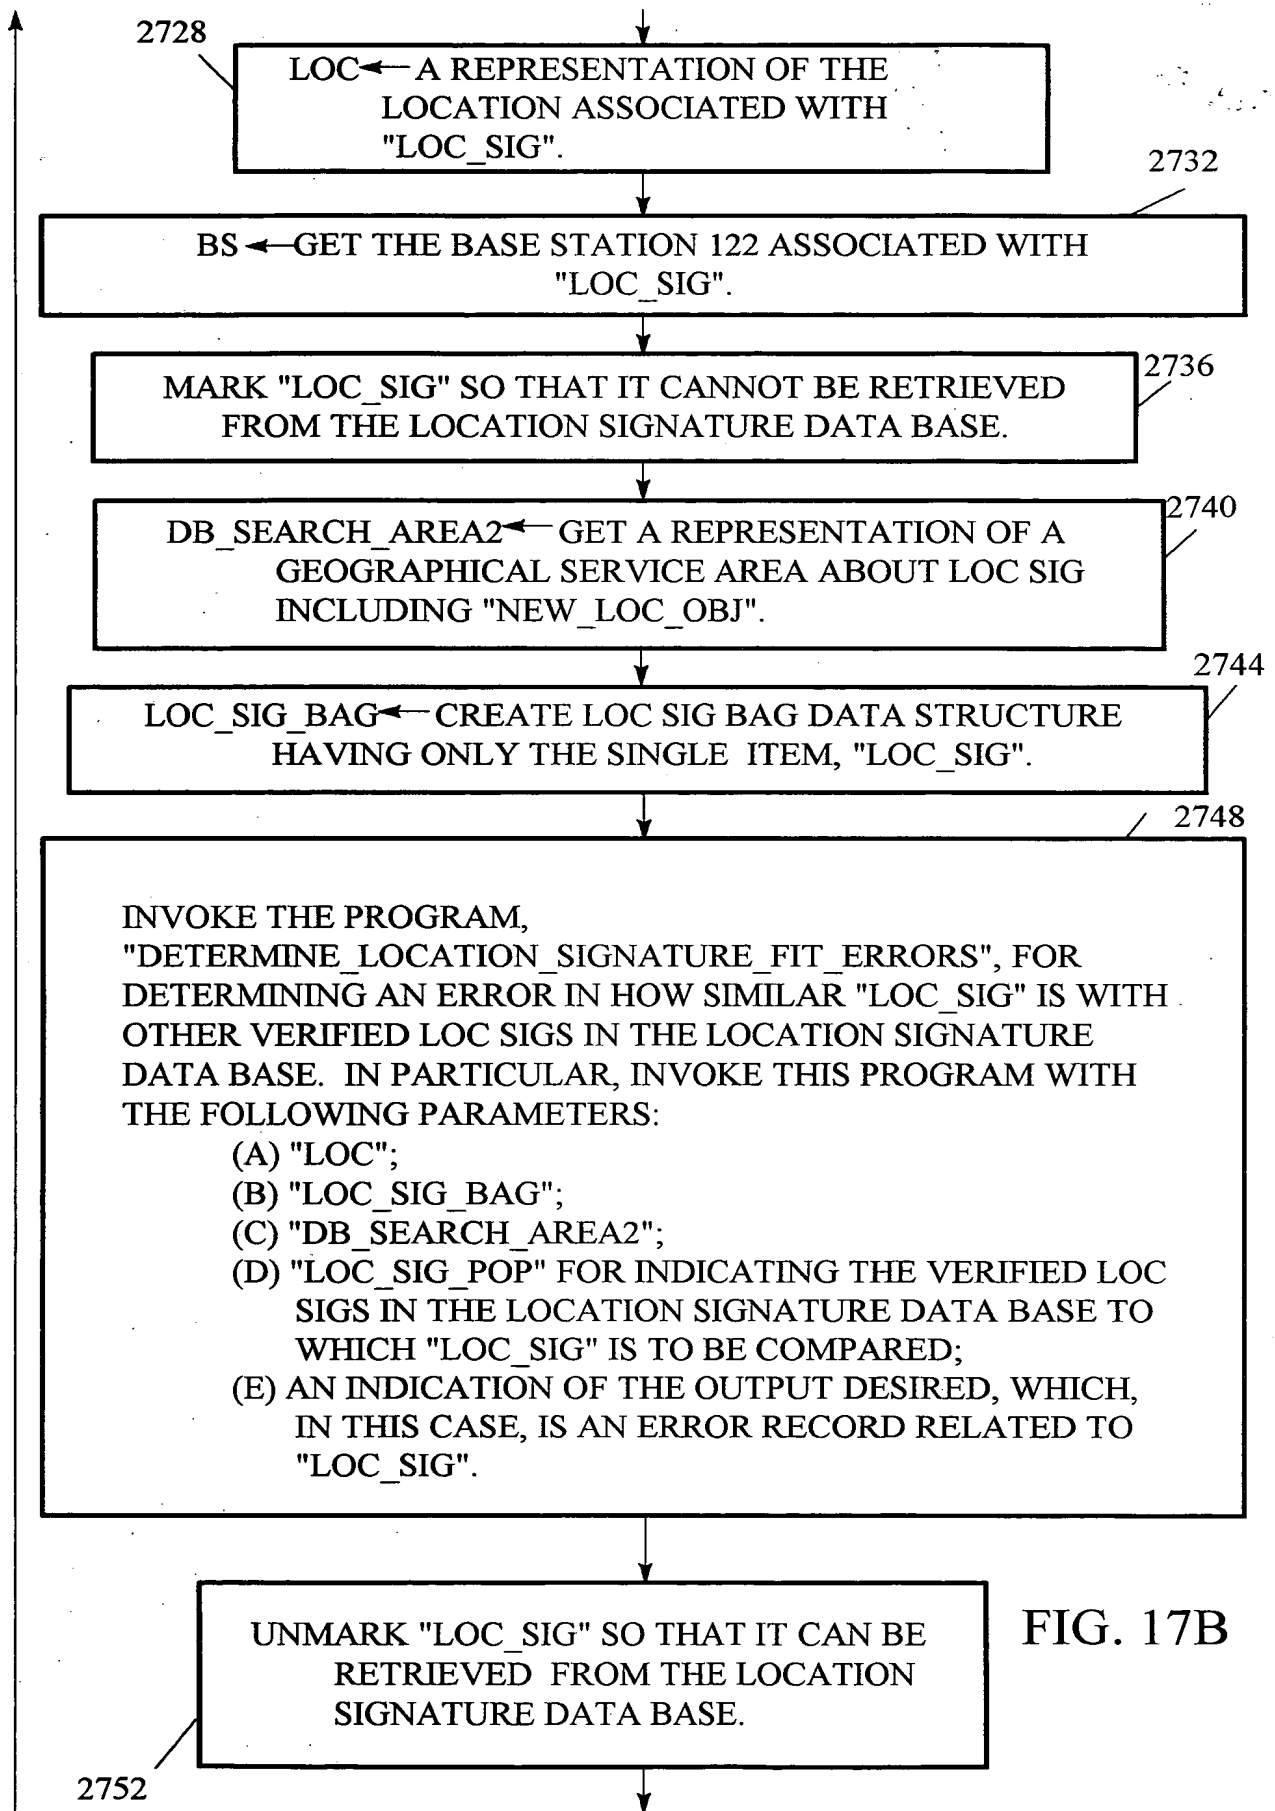 2728
LOC← A REPRESENTATION OF THE
LOCATION ASSOCIATED WITH
"LOC_SIG".
2732
BS ←GET THE BASE STATION 122 ASSOCIATED WITH
"LOC_SIG".
2736
MARK "LOC_SIG" SO THAT IT CANNOT BE RETRIEVED
FROM THE LOCATION SIGNATURE DATA BASE.
2740
DB_SEARCH_AREA2← GET A REPRESENTATION OF A
GEOGRAPHICAL SERVICE AREA ABOUT LOC SIG
INCLUDING "NEW_LOC_OBJ".
2744
LOC_SIG_BAG← CREATE LOC SIG BAG DATA STRUCTURE
HAVING ONLY THE SINGLE ITEM, "LOC_SIG".
2748
INVOKE THE PROGRAM,
"DETERMINE_LOCATION_SIGNATURE_FIT_ERRORS", FOR
DETERMINING AN ERROR IN HOW SIMILAR "LOC_SIG" IS WITH
OTHER VERIFIED LOC SIGS IN THE LOCATION SIGNATURE
DATA BASE. IN PARTICULAR, INVOKE THIS PROGRAM WITH
THE FOLLOWING PARAMETERS:
(A) "LOC";
(B) "LOC_SIG_BAG";
(C) "DB_SEARCH_AREA2";
(D) "LOC_SIG_POP" FOR INDICATING THE VERIFIED LOC
SIGS IN THE LOCATION SIGNATURE DATA BASE TO
WHICH "LOC_SIG" IS TO BE COMPARED;
(E) AN INDICATION OF THE OUTPUT DESIRED, WHICH,
IN THIS CASE, IS AN ERROR RECORD RELATED TO
"LOC_SIG".
UNMARK "LOC_SIG" SO THAT IT CAN BE
RETRIEVED FROM THE LOCATION
SIGNATURE DATA BASE.
FIG. 17B
2752